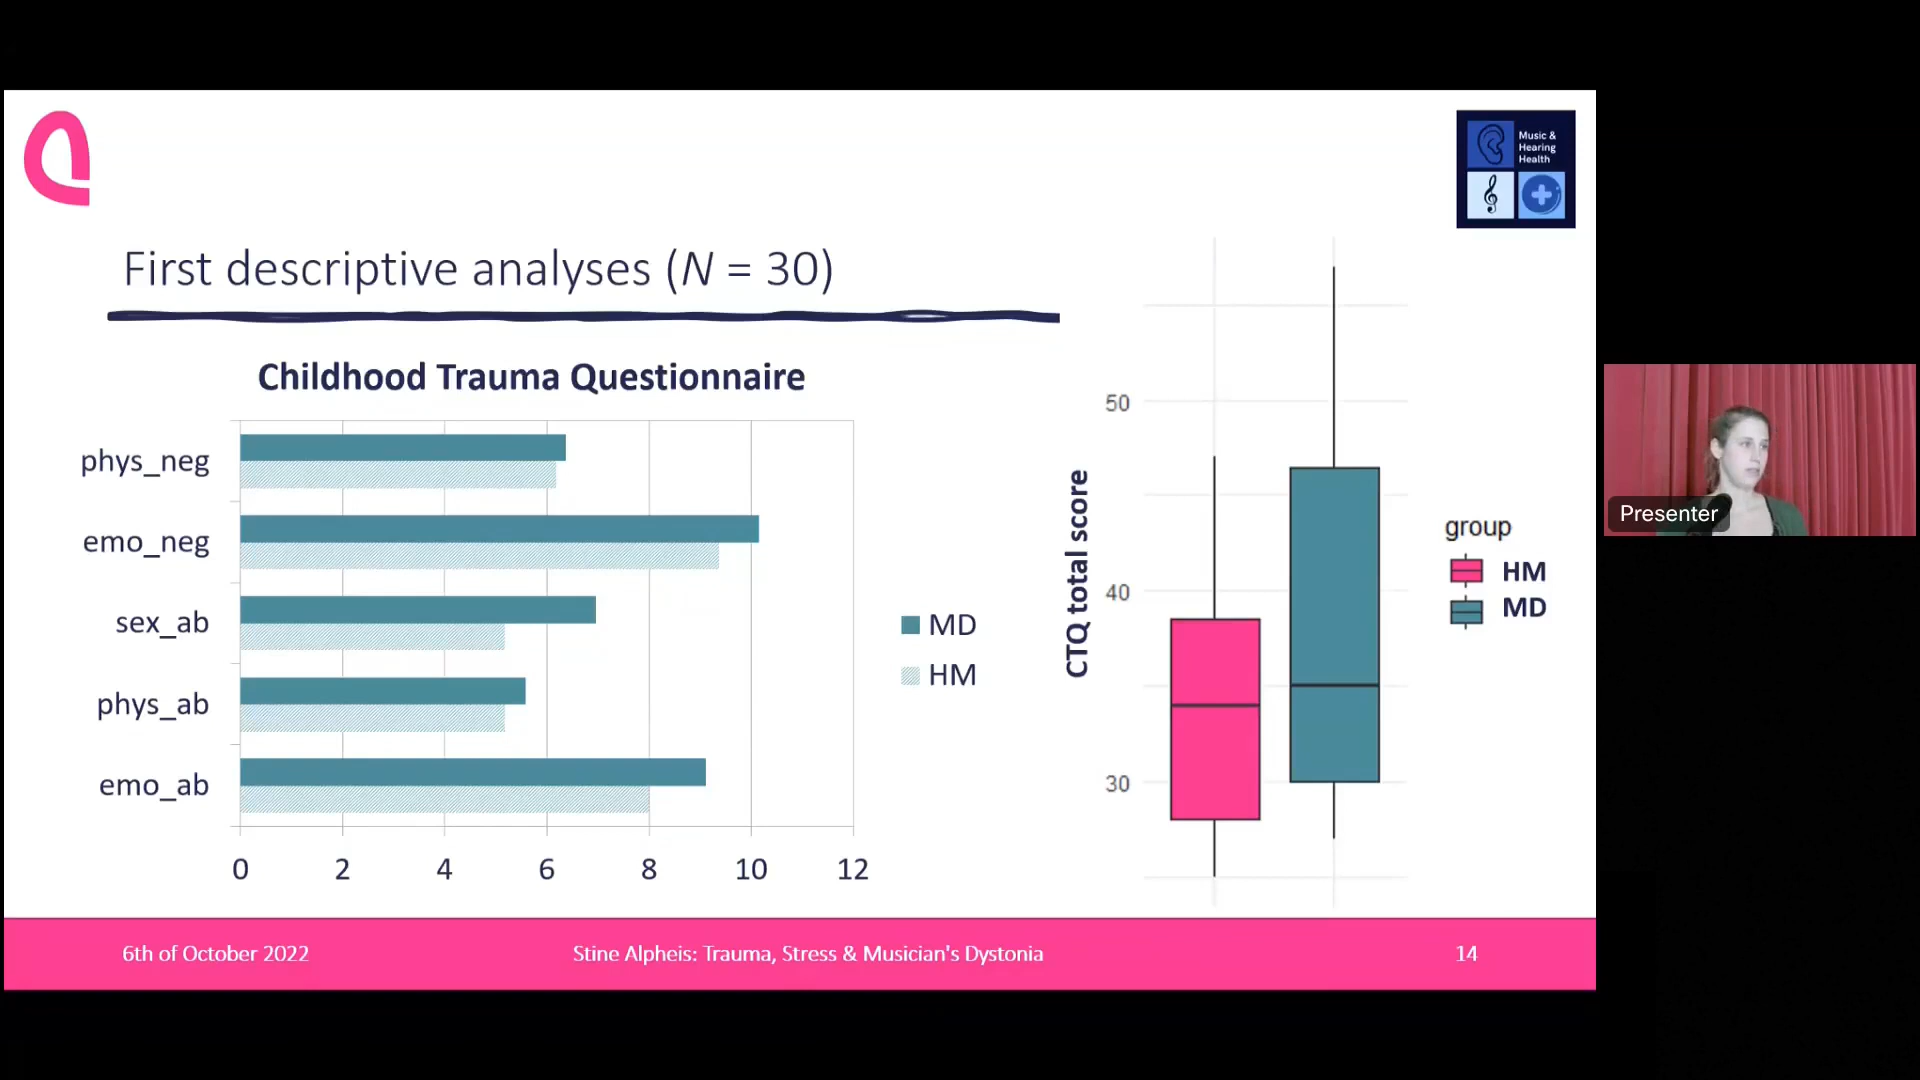 Music &
Hearing
Health
First descriptive analyses (N = 30)
Childhood Trauma Questionnaire
phys_neg
emo_neg
sex_ab
phys_ab
emo_ab
0 2 4 6 8 10 12
MD
HM
CTQ total score
50
40
30
group
HM
MD
Presenter
6th of October 2022
Stine Alpheis: Trauma, Stress & Musician's Dystonia
14